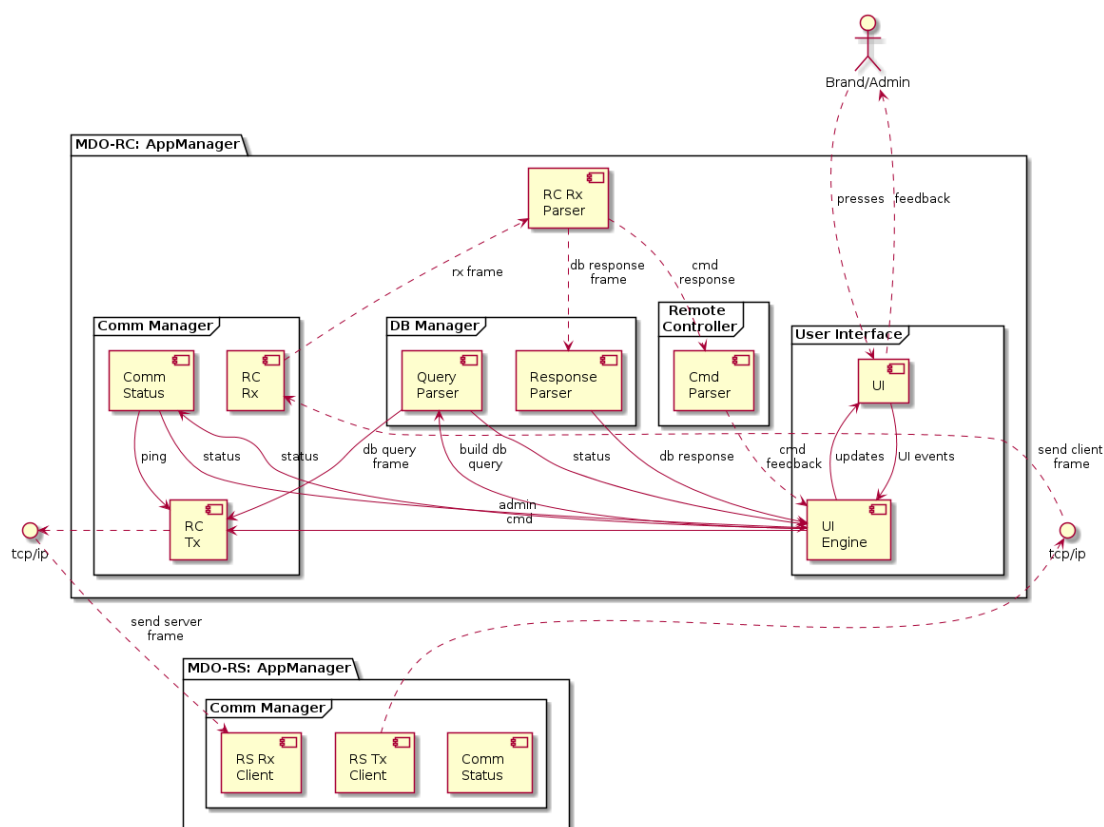 Brand/Admin
MDO-RC: AppManager
RC Rx
Parser
presses
feedback
rx frame
db response
frame
cmd
response
Comm Manager
DB Manager
Remote
Controller
User Interface
Comm
Status
RC
Rx
Query
Parser
Response
Parser
Cmd
Parser
UI
ping
status
status
db query
frame
build db
query
status
db response
cmd
feedback
updates
UI events
send client
frame
admin
cmd
RC
Tx
UI
Engine
tcp/ip
tcp/ip
send server
frame
MDO-RS: AppManager
Comm Manager
RS Rx
Client
RS Tx
Client
Comm
Status